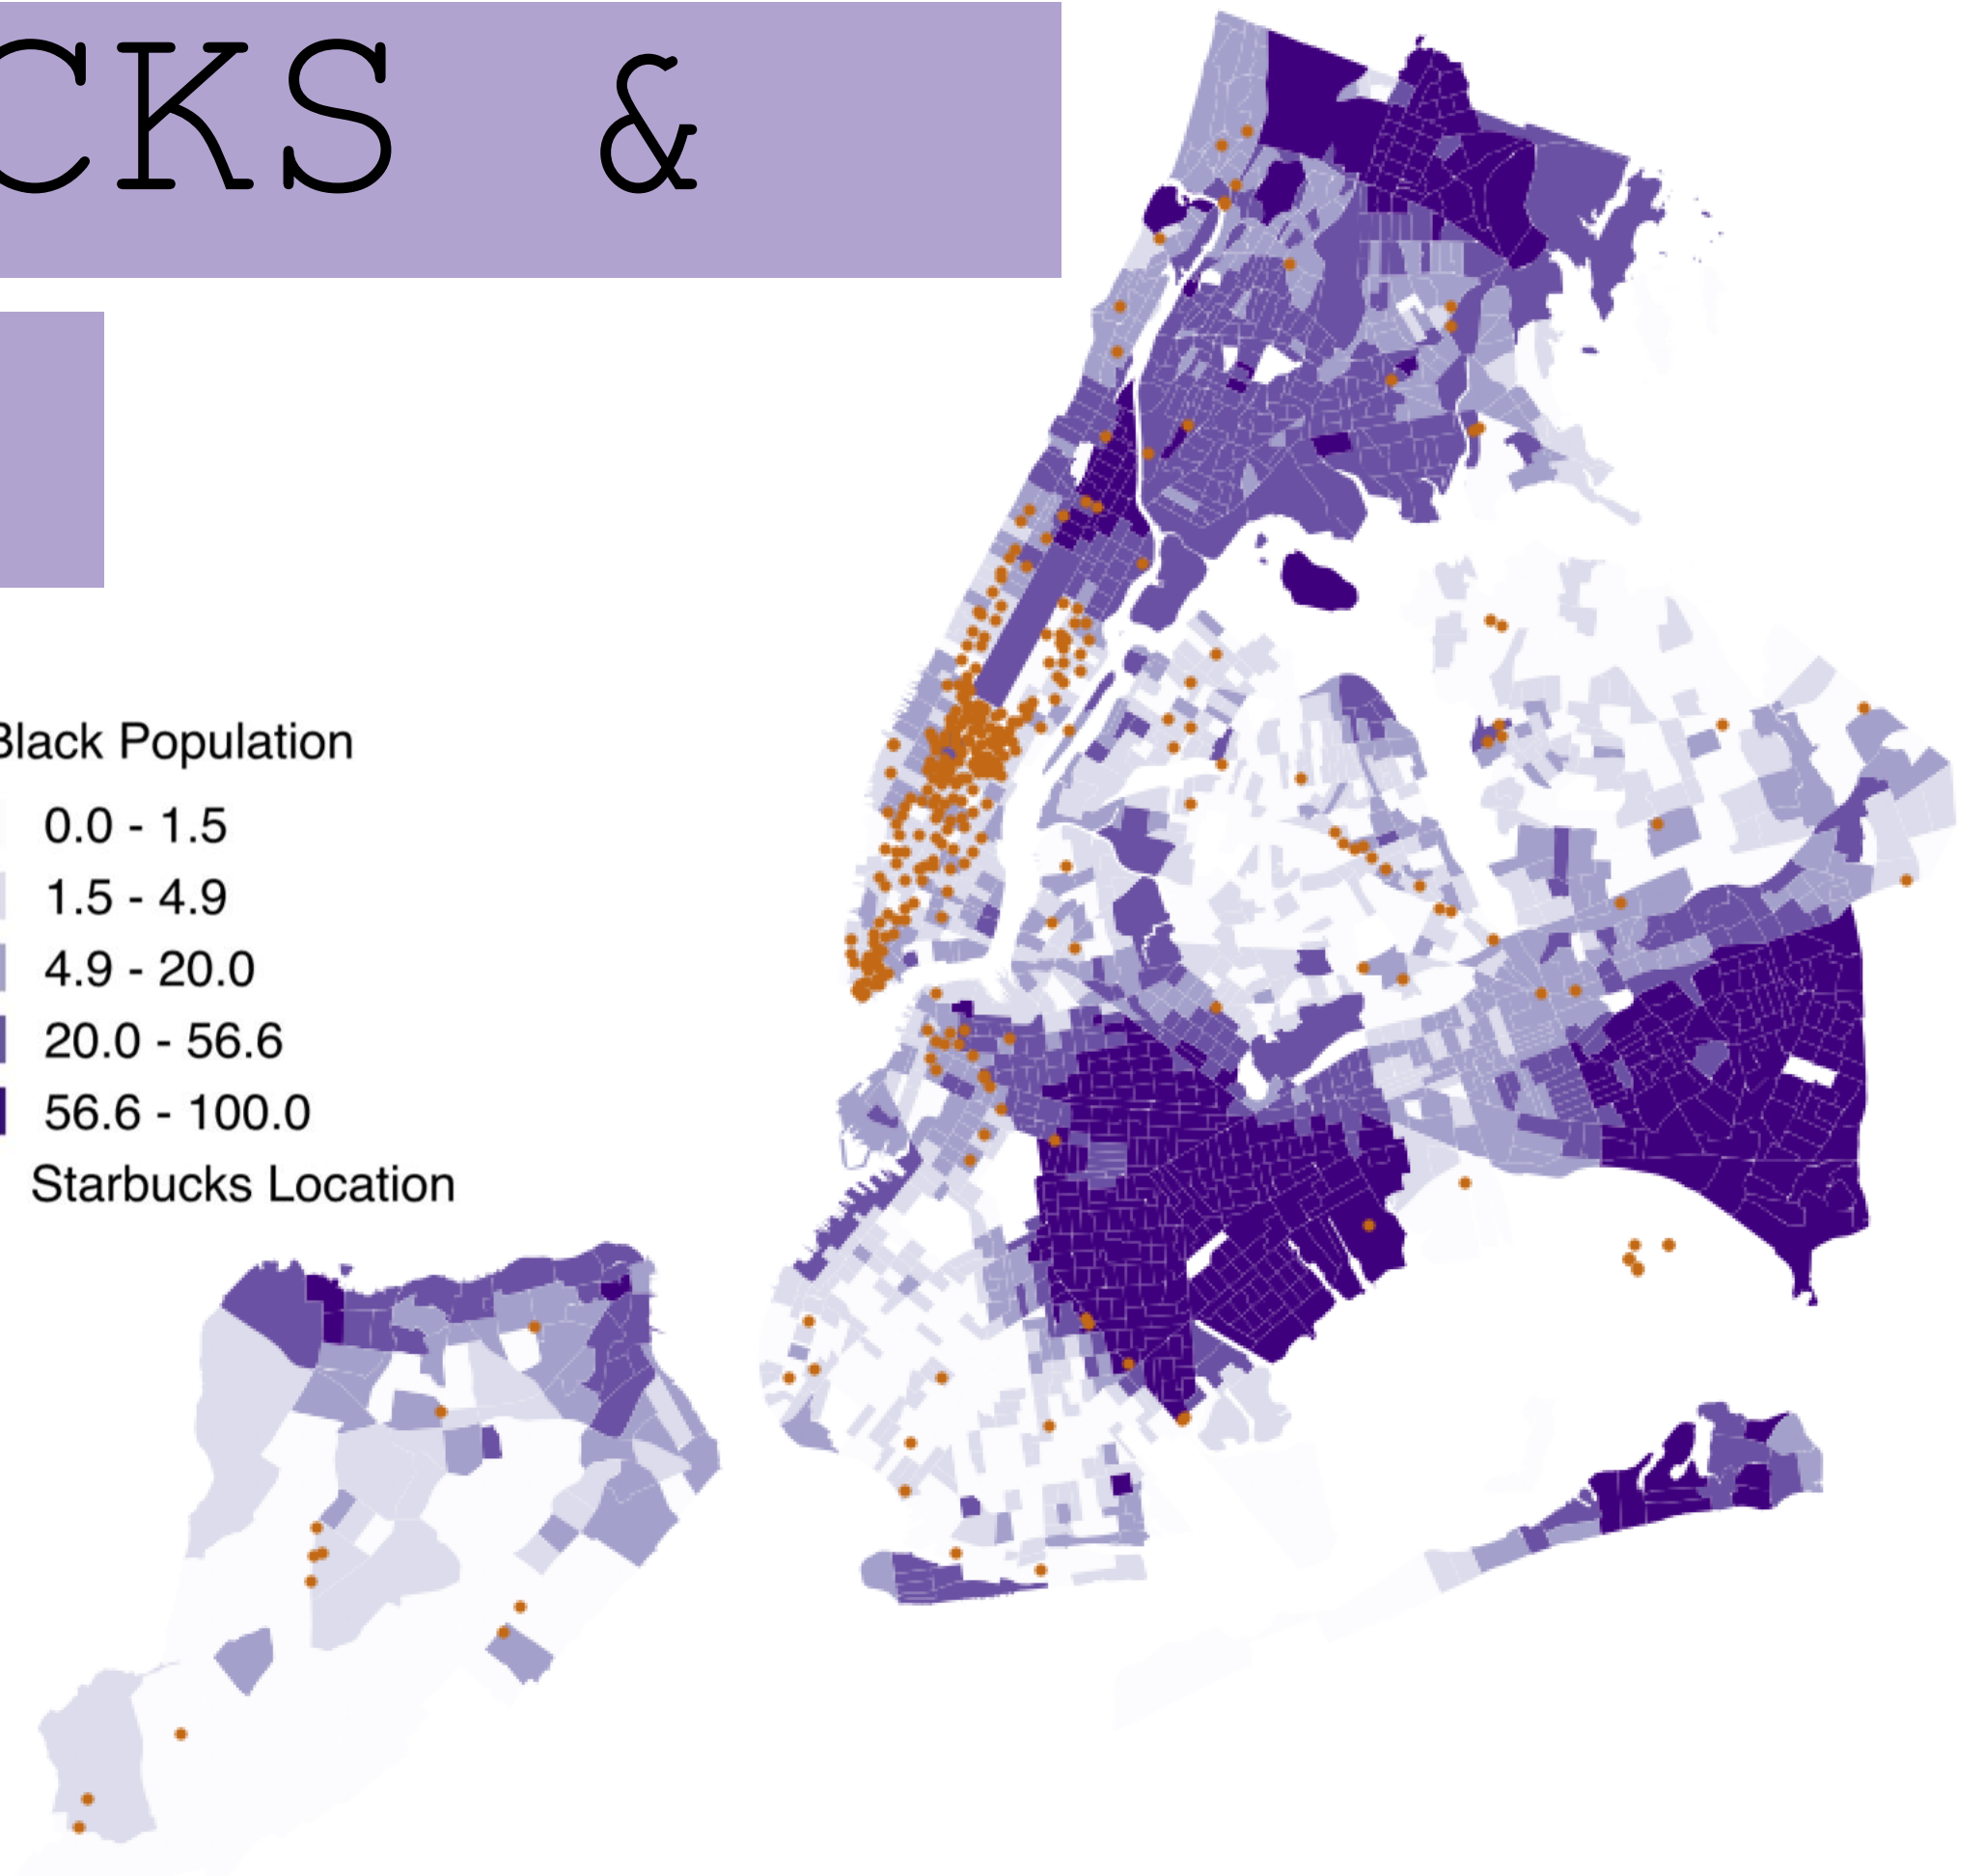 CKS &
Black Population
0.0 - 1.5
1.5 - 4.9
4.9 - 20.0
20.0 - 56.6
56.6 - 100.0
Starbucks Location